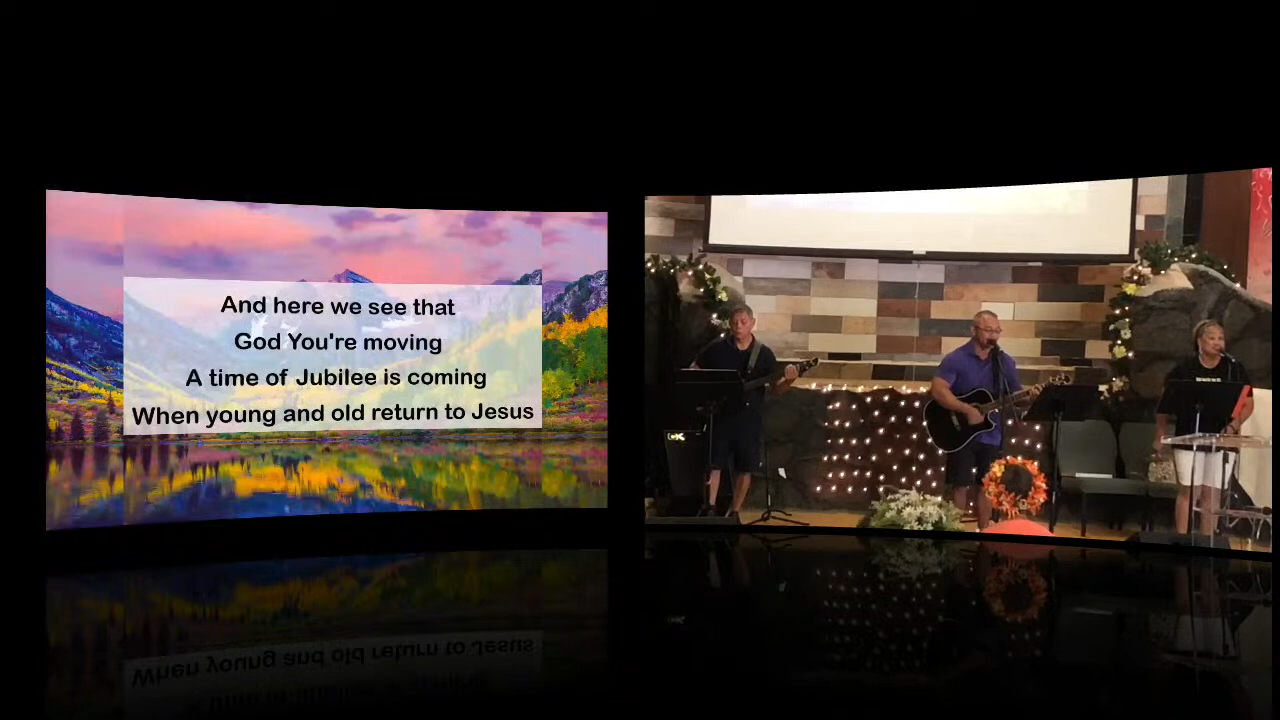 And here we see that
God You're moving
A time of Jubilee is coming
When young and old return to Jesus